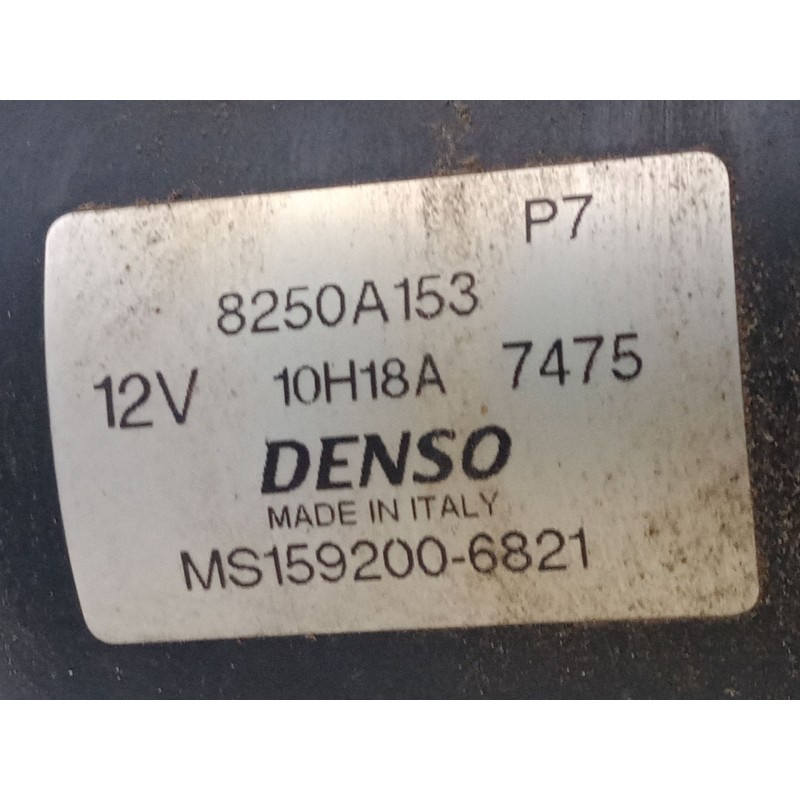 P7
8250A153
12V 10H18A 7475
DENSO
MADE IN ITALY
MS159200-6821